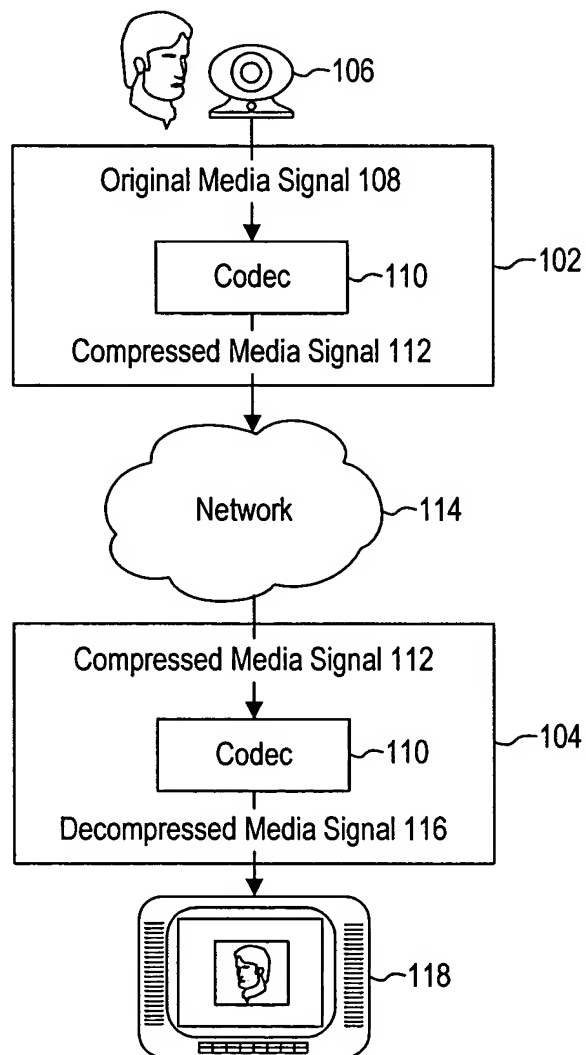 106
Original Media Signal 108
Codec
110
102
Compressed Media Signal 112
Network
114
Compressed Media Signal 112
Codec
110
104
Decompressed Media Signal 116
118